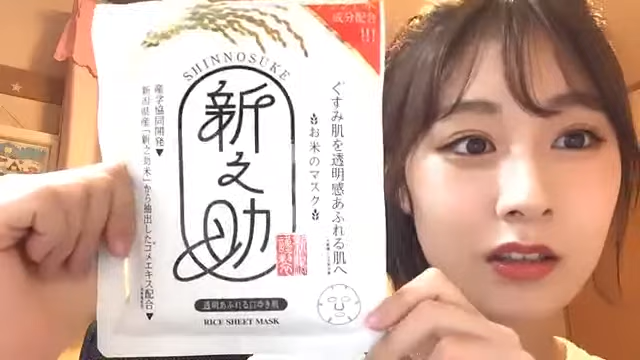 成分配合
!!!
SHINNOSUKE
新之助
くすみ肌を透明感あふれる肌へ
お米のマスク
産学協同開発▼
新潟県産「新之助米」から抽出したコメエキス配合▼
透明あふれる白ゆき肌
RICE SHEET MASK